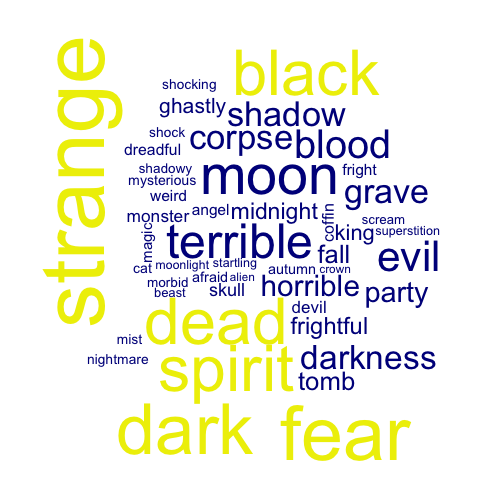 strange
black
shocking
ghastly
shadow
shock
corpse
blood
dreadful
shadowy
moon
fright
mysterious
weird
grave
monster
angel
midnight
coffin
scream
magic
terrible
king
superstition
fall
evil
cat
moonlight
startling
autumn
crown
afraid
alien
morbid
beast
skull
horrible
party
devil
dead
frightful
mist
nightmare
spirit
darkness
tomb
dark
fear